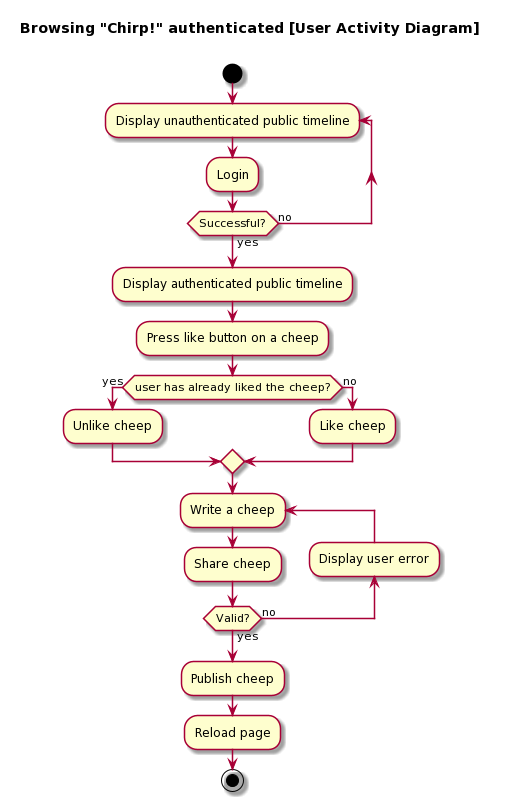 Browsing "Chirp!" authenticated [User Activity Diagram]
Display unauthenticated public timeline
Login
Successful?
no
yes
Display authenticated public timeline
Press like button on a cheep
yes
user has already liked the cheep?
no
Unlike cheep
Like cheep
Write a cheep
Display user error
Share cheep
Valid?
no
yes
Publish cheep
Reload page